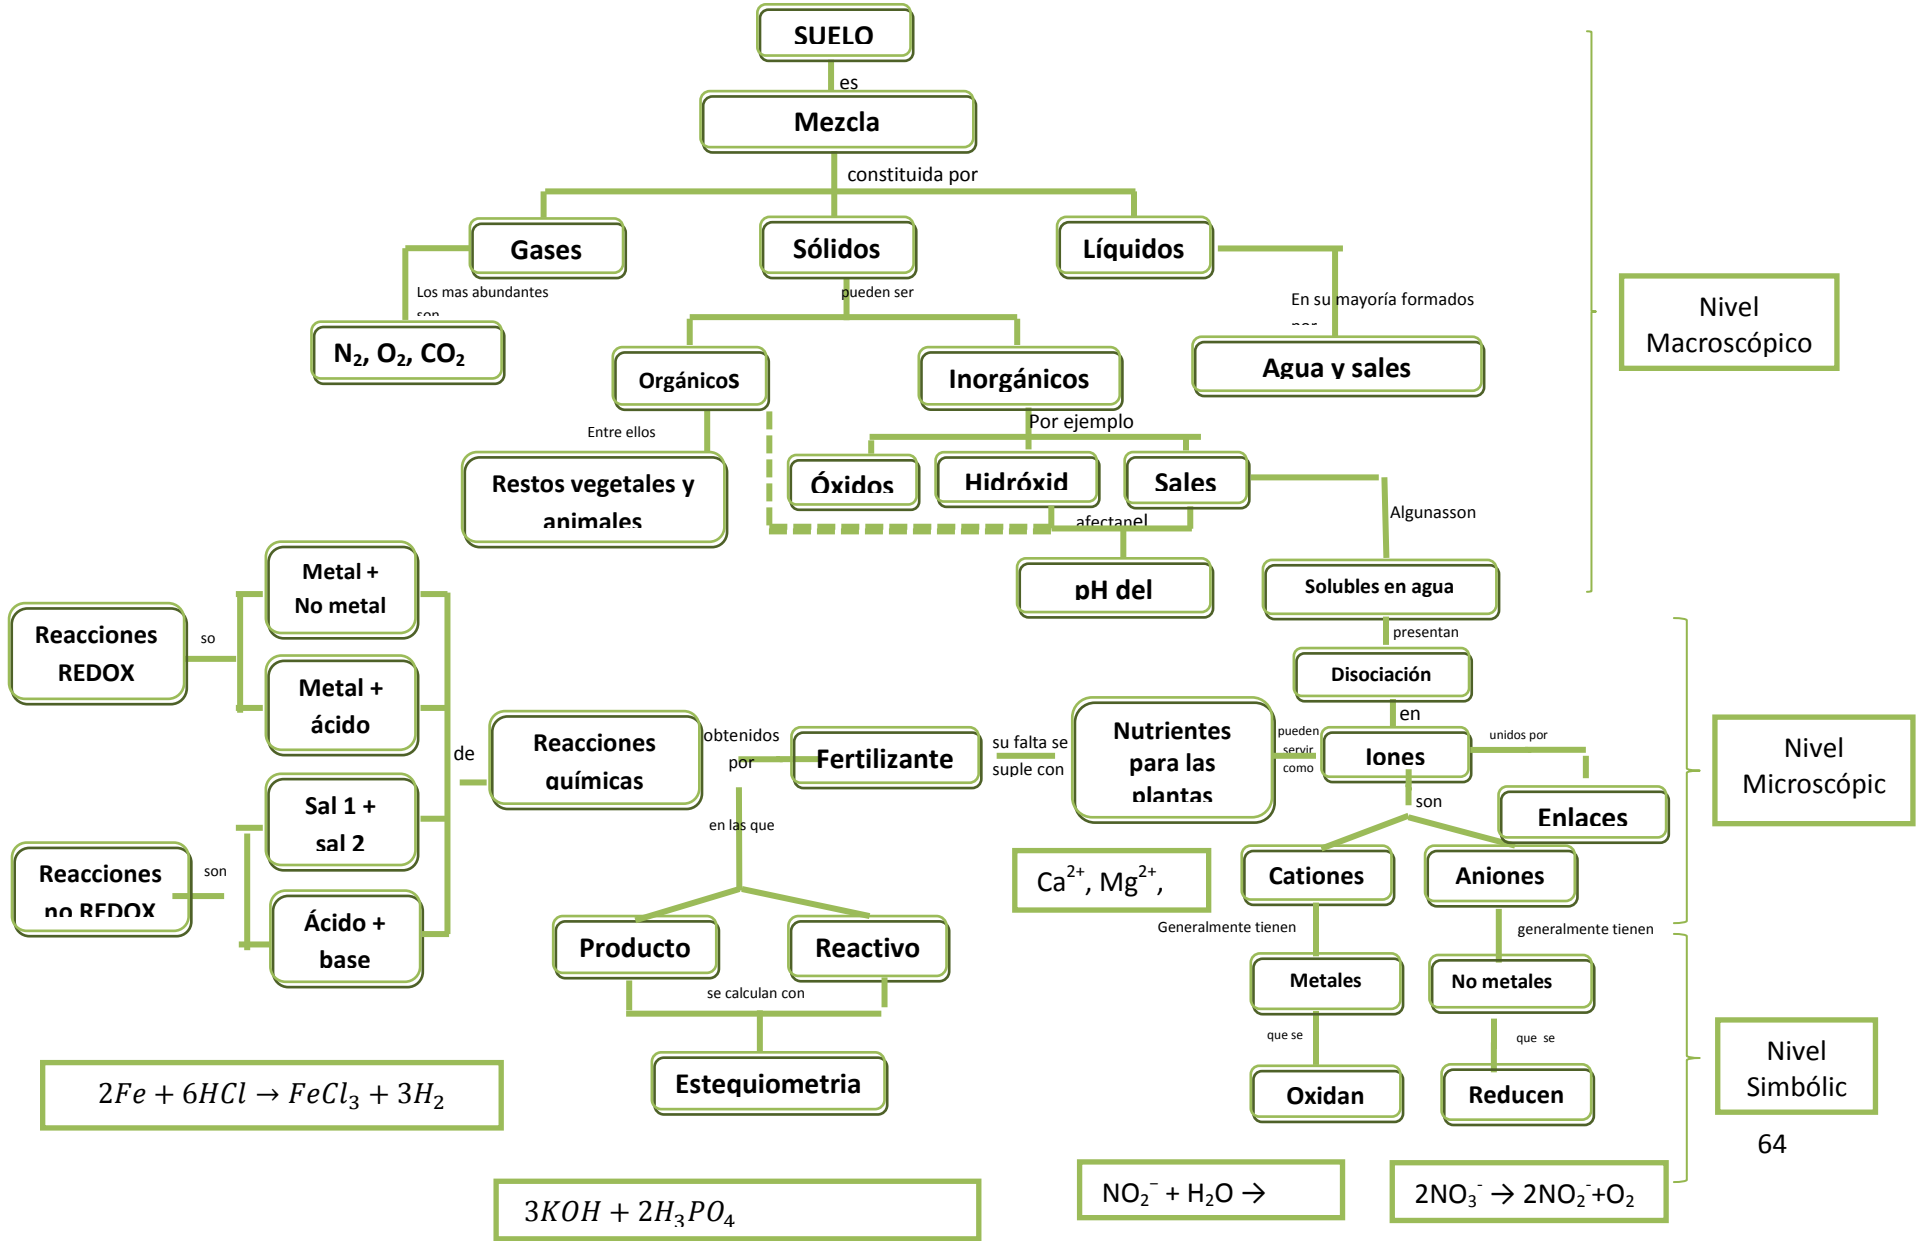 SUELO
es
Mezcla
constituida por
Gases
Sólidos
Líquidos
Los mas abundantes
son
pueden ser
En su mayoría formados
por
N₂, O₂, CO₂
Orgánicos
Inorgánicos
Agua y sales
Entre ellos
Por ejemplo
Restos vegetales y
animales
Óxidos
Hidróxid
Sales
afectanel
Algunasson
pH del
Solubles en agua
presentan
Disociación
en
Metal +
No metal
Reacciones
REDOX
so
Metal +
ácido
de
Reacciones
químicas
obtenidos
por
Fertilizante
su falta se
suple con
Nutrientes
para las
plantas
pueden
servir
como
Iones
unidos por
son
Enlaces
en las que
Sal 1 +
sal 2
Reacciones
no REDOX
son
Ácido +
base
Ca²⁺, Mg²⁺,
Cationes
Aniones
Generalmente tienen
generalmente tienen
Producto
Reactivo
se calculan con
Metales
No metales
que se
que se
Estequiometria
Oxidan
Reducen
2Fe + 6HCl → FeCl₃ + 3H₂
3KOH + 2H₃PO₄
NO₂⁻ + H₂O →
2NO₃⁻ → 2NO₂⁻+O₂
Nivel
Macroscópico
Nivel
Microscópic
Nivel
Simbólic
64